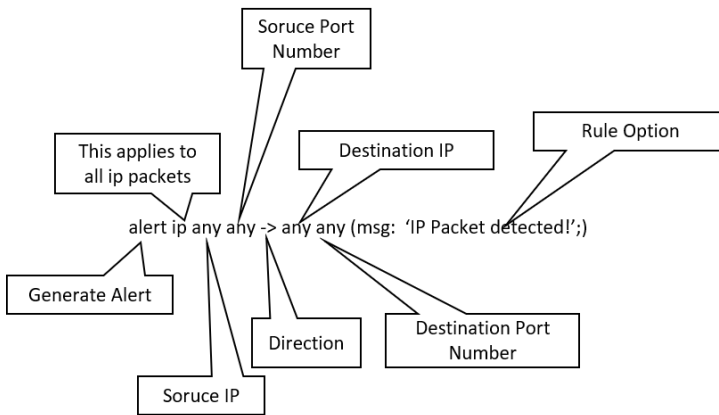 Soruce Port
Number
This applies to
all ip packets
Destination IP
Rule Option
alert ip any any -> any any (msg:  ‘IP Packet detected!’;)
Generate Alert
Direction
Destination Port
Number
Soruce IP